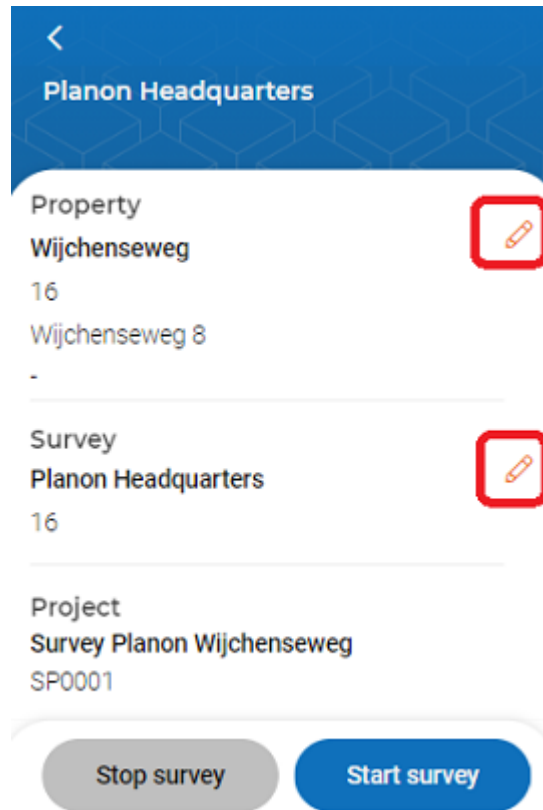 Planon Headquarters
Property
Wijchenseweg
16
Wijchenseweg 8
-
Survey
Planon Headquarters
16
Project
Survey Planon Wijchenseweg
SP0001
Stop survey
Start survey